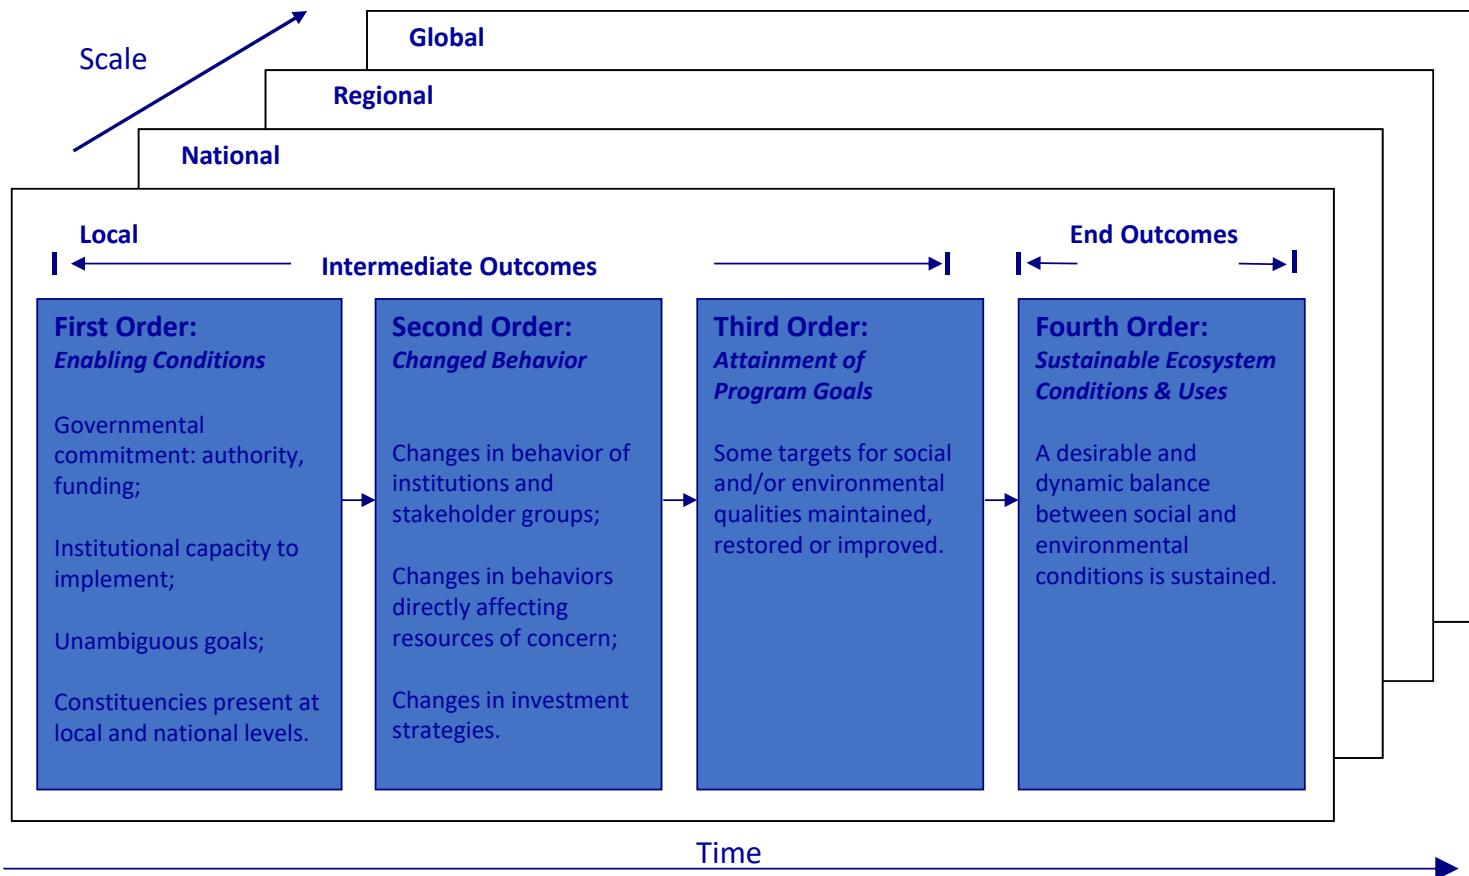 Scale
Global
Regional
National
Local
Intermediate Outcomes
End Outcomes
First Order:
Enabling Conditions
Governmental
commitment: authority,
funding;
Institutional capacity to
implement;
Unambiguous goals;
Constituencies present at
local and national levels.
Second Order:
Changed Behavior
Changes in behavior of
institutions and
stakeholder groups;
Changes in behaviors
directly affecting
resources of concern;
Changes in investment
strategies.
Third Order:
Attainment of
Program Goals
Some targets for social
and/or environmental
qualities maintained,
restored or improved.
Fourth Order:
Sustainable Ecosystem
Conditions & Uses
A desirable and
dynamic balance
between social and
environmental
conditions is sustained.
Time